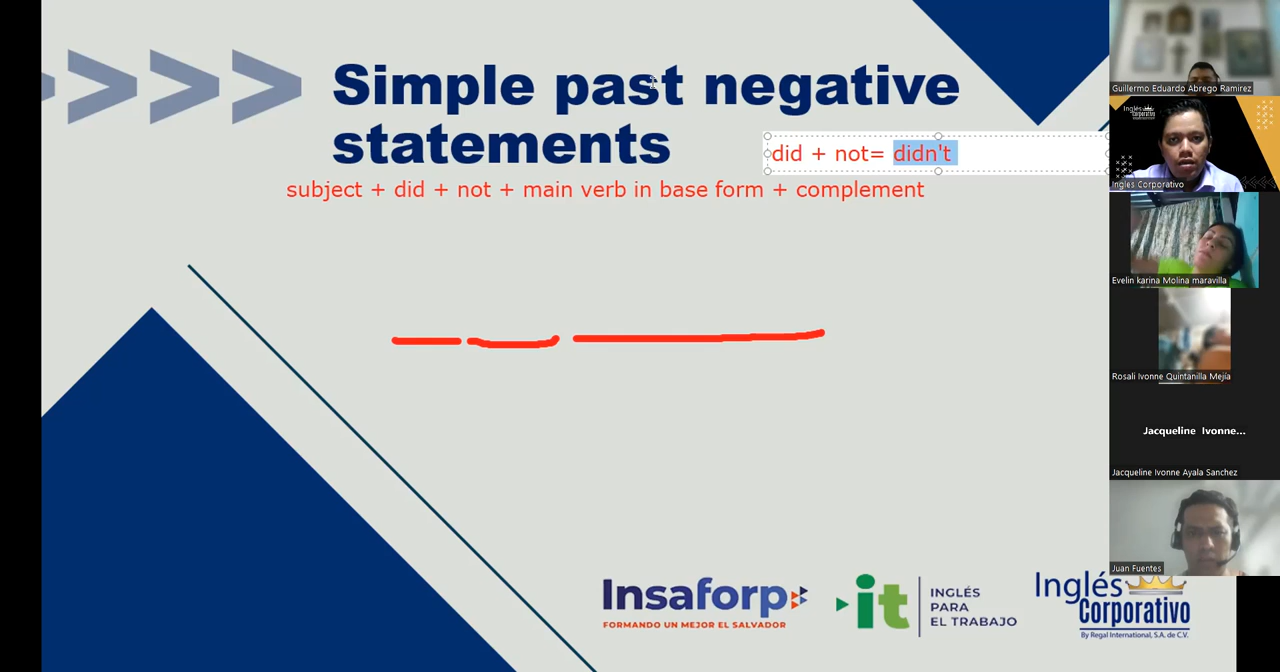 Simple past negative
statements
did + not= didn't
subject + did + not + main verb in base form + complement
Insaforp
FORMANDO UN MEJOR EL SALVADOR
it
INGLÉS
PARA
EL TRABAJO
Inglés
Corporativo
By Regal International, S.A. de C.V.
Guillermo Eduardo Abrego Ramirez
Inglés
Corporativo
Ingles Corporativo
Evelin karina Molina maravilla
Rosali Ivonne Quintanilla Mejía
Jacqueline Ivonne...
Jacqueline Ivonne Ayala Sanchez
Juan Fuentes